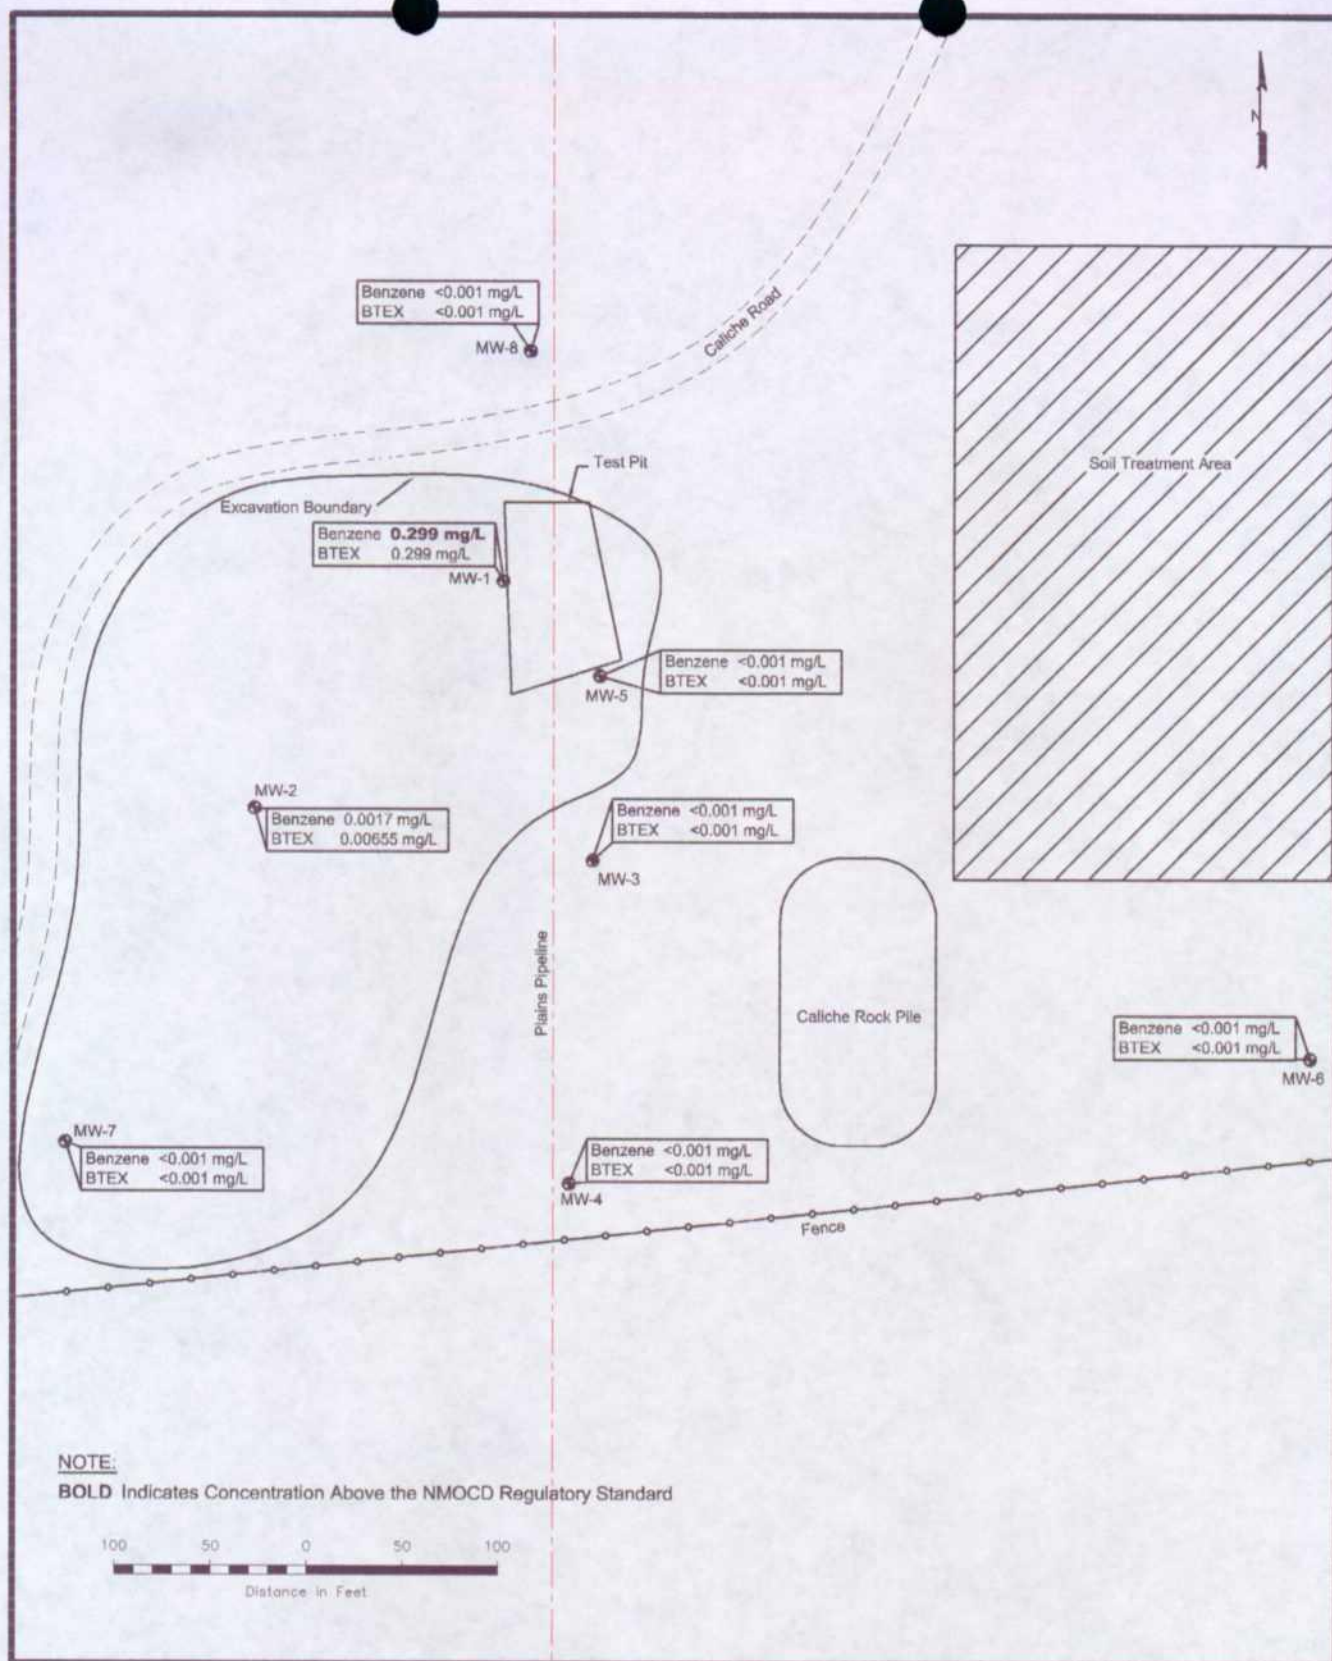 N
Benzene <0.001 mg/L
BTEX <0.001 mg/L
MW-8
Caliche Road
Test Pit
Soil Treatment Area
Excavation Boundary
Benzene 0.299 mg/L
BTEX 0.299 mg/L
MW-1
Benzene <0.001 mg/L
BTEX <0.001 mg/L
MW-5
MW-2
Benzene 0.0017 mg/L
BTEX 0.00655 mg/L
Benzene <0.001 mg/L
BTEX <0.001 mg/L
MW-3
Plains Pipeline
Caliche Rock Pile
Benzene <0.001 mg/L
BTEX <0.001 mg/L
MW-6
MW-7
Benzene <0.001 mg/L
BTEX <0.001 mg/L
Benzene <0.001 mg/L
BTEX <0.001 mg/L
MW-4
Fence
NOTE:
BOLD Indicates Concentration Above the NMOCD Regulatory Standard
100 50 0 50 100
Distance in Feet